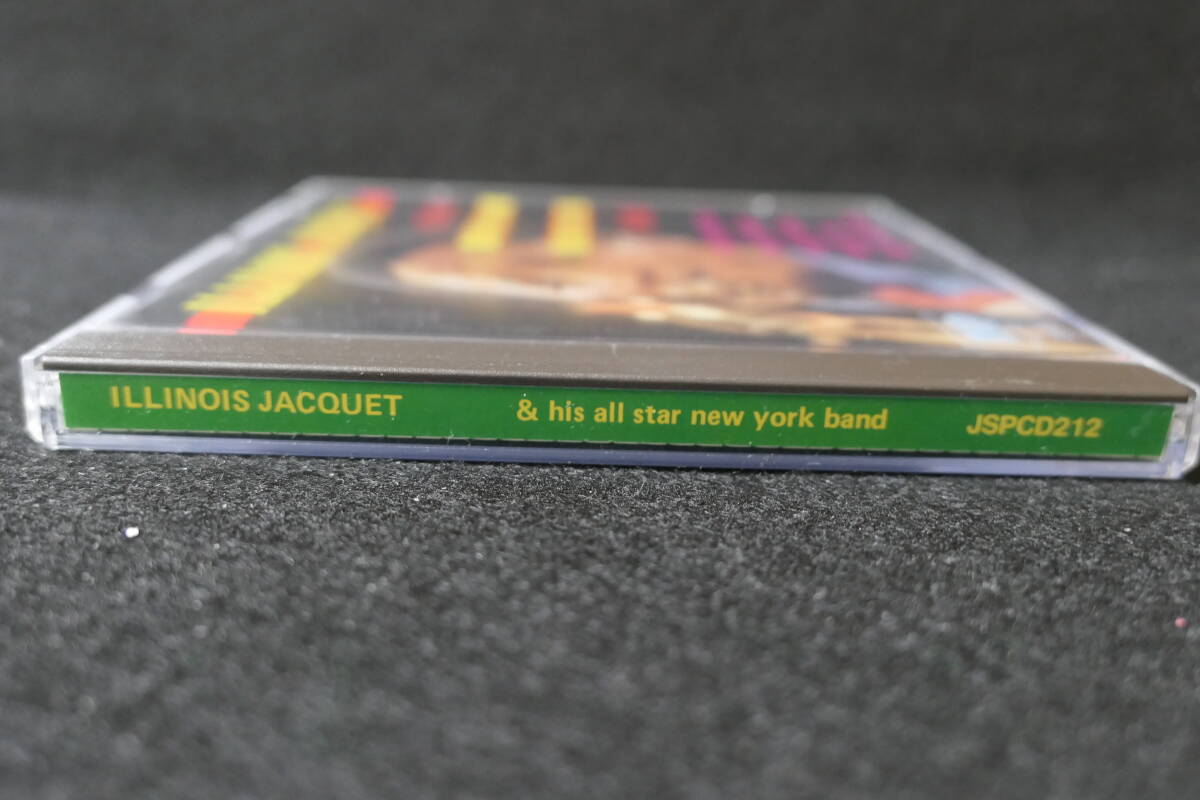 ILLINOIS JACQUET & his all star new york band JSPCD212